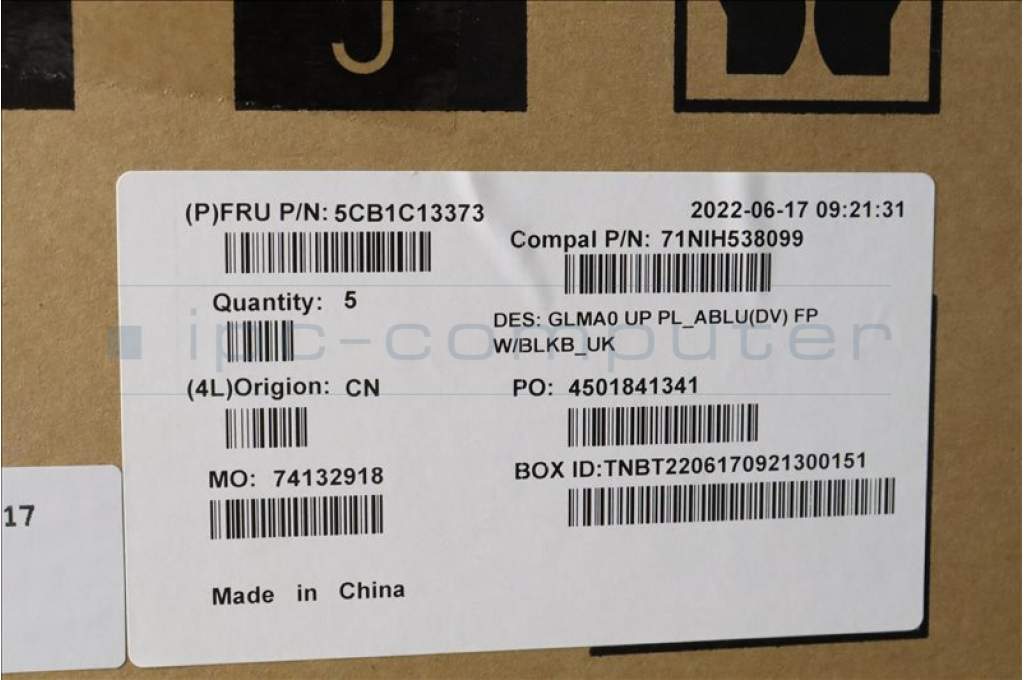 (P)FRU P/N: 5CB1C13373
2022-06-17 09:21:31
Compal P/N: 71NIH538099
Quantity: 5
DES: GLMA0 UP PL_ABLU(DV) FP
W/BLKB_UK
ipc-computer
(4L)Origion: CN
PO: 4501841341
MO: 74132918
BOX ID:TNBT2206170921300151
17
Made in China